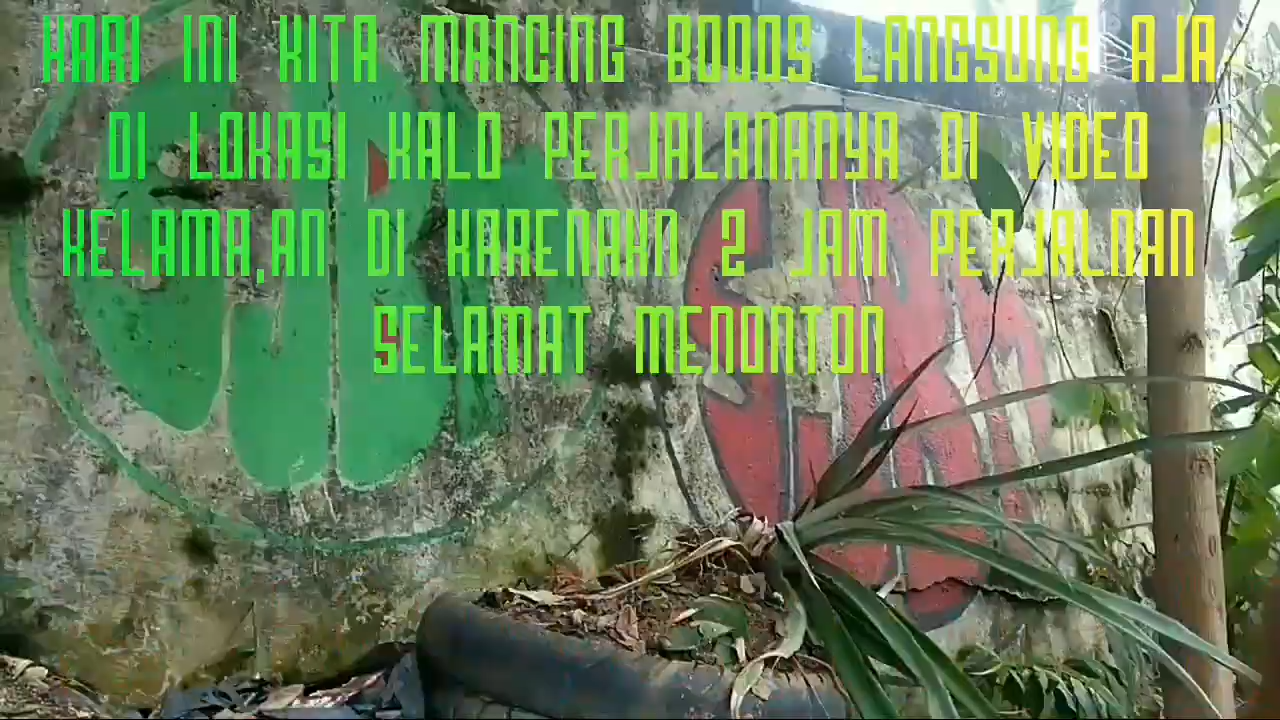 HARI INI KITA MANCING BODOS LANGSUNG AJA
DI LOKASI KALO PERJALANANYA DI VIDEO
KELAMA,AN DI KARENAKN 2 JAM PERJALNAN
SELAMAT MENONTON